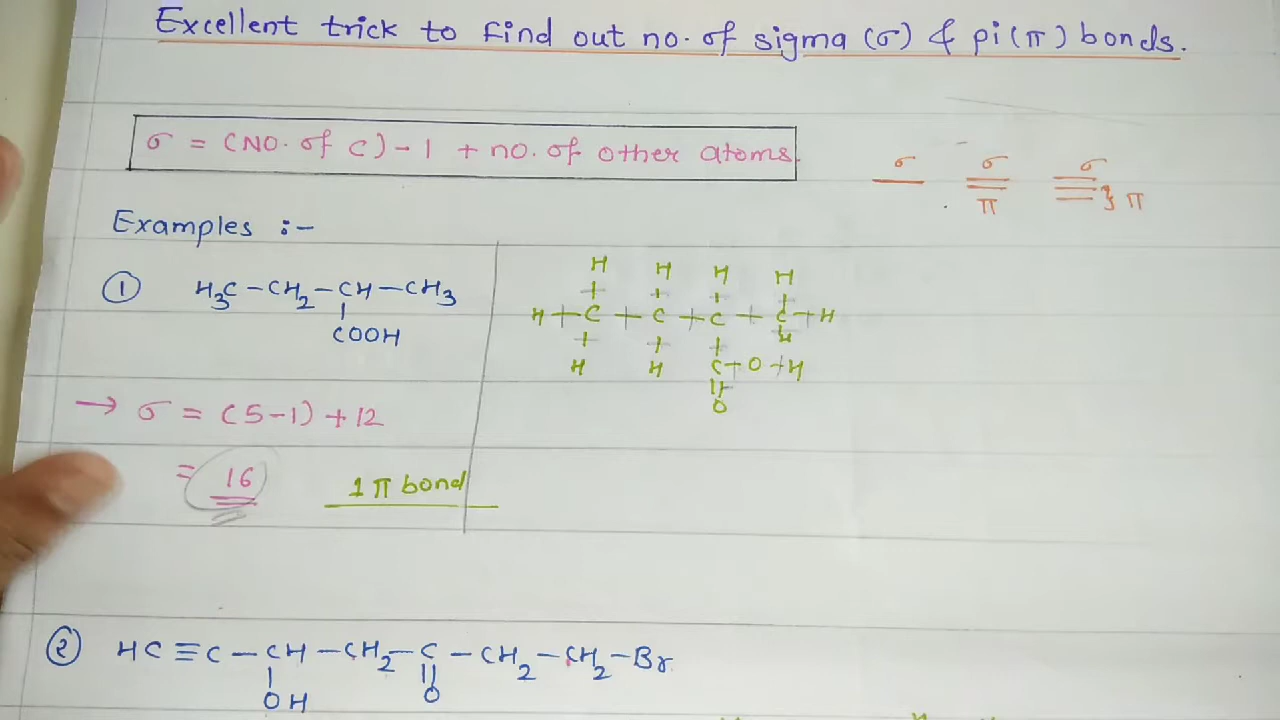 Excellent trick to find out no. of sigma (σ) & pi (π) bonds.
σ = (No. of C) - 1 + no. of other atoms.
σ σ σ
π } π
Examples :-
① H₃C - CH₂ - CH - CH₃
|
COOH
H H H H
H + C + C + C + C + H
H H C + O + H H
O
→ σ = (5-1) + 12
= 16 1 π bond
② HC ≡ C - CH - CH₂ - C - CH₂ - CH₂ - Br
| ||
OH O